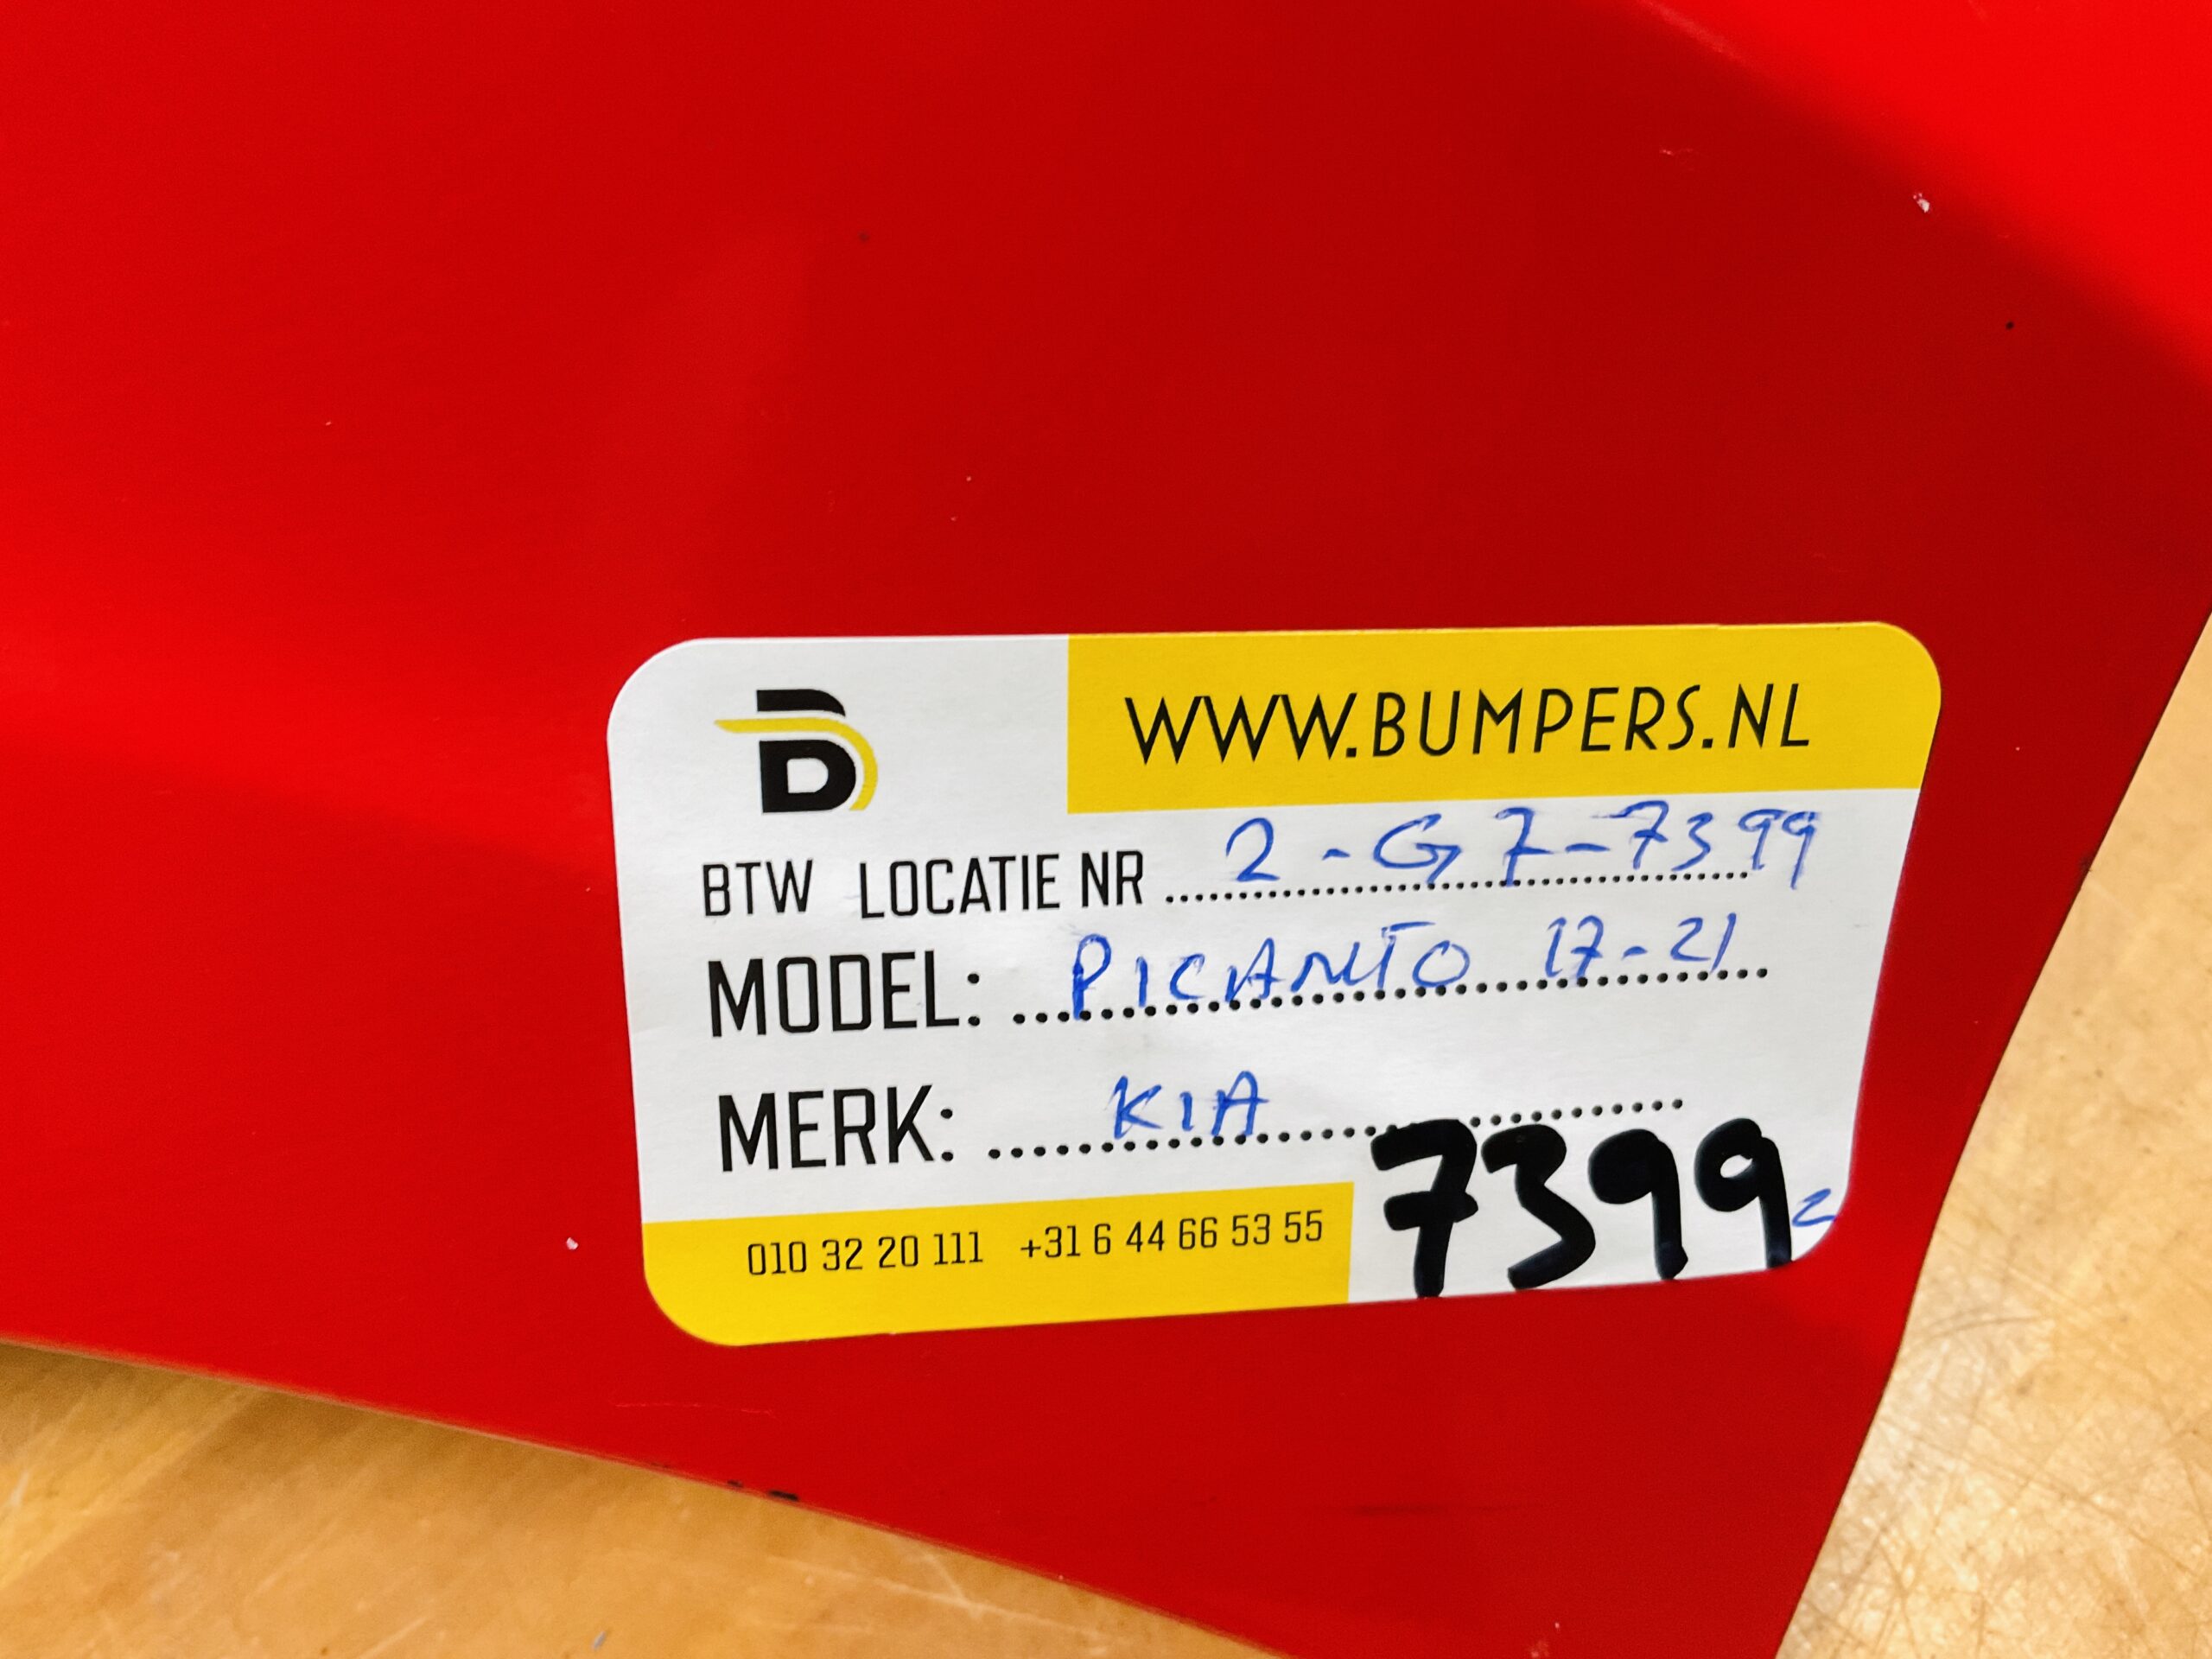 B
WWW.BUMPERS.NL
BTW LOCATIE NR 2-G7-7399
MODEL: PICANTO 17-21
MERK: KIA
7399
2
010 32 20 111 +31 6 44 66 53 55